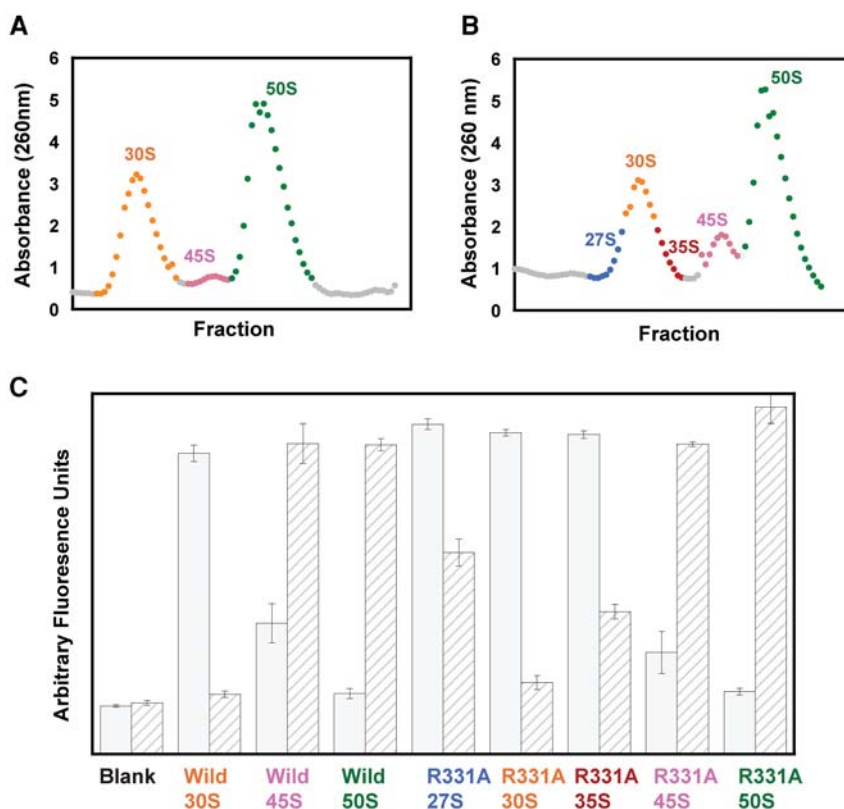 A
Absorbance (260nm)
6
5
4
3
2
1
0
30S
45S
50S
Fraction
B
Absorbance (260 nm)
6
5
4
3
2
1
0
27S
30S
35S
45S
50S
Fraction
C
Arbitrary Fluoresence Units
Blank Wild Wild Wild R331A R331A R331A R331A R331A
30S 45S 50S 27S 30S 35S 45S 50S